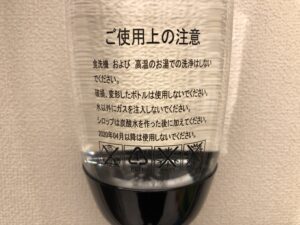 ご使用上の注意
食洗機 および 高温のお湯での洗浄はしない
でください。
破損、変形したボトルは使用しないでください。
水以外にガスを注入しないでください。
シロップは炭酸水を作った後に加えてください。
2020年04月以降は使用しないでください。